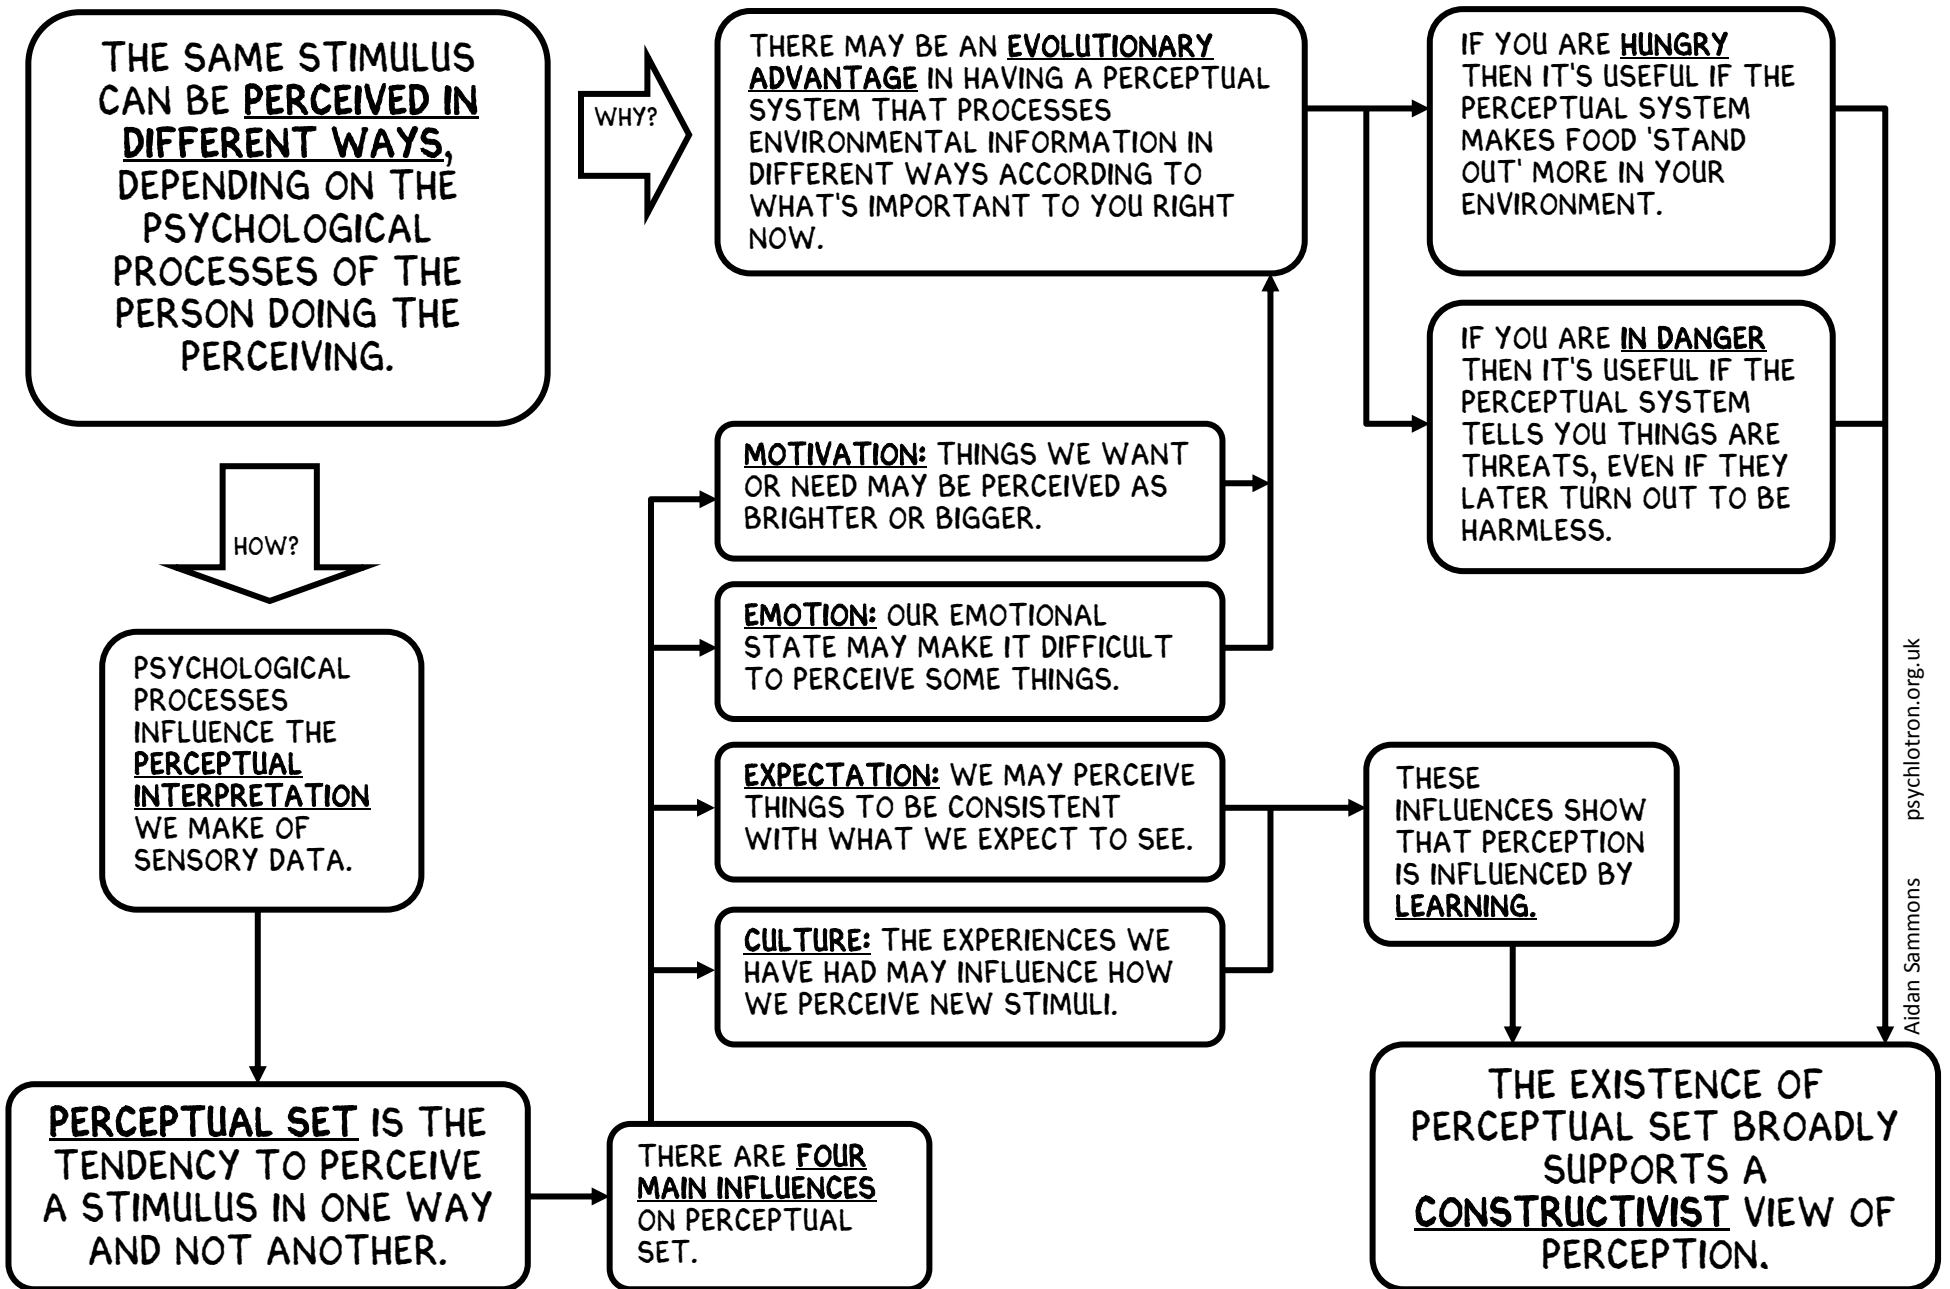 THE SAME STIMULUS
CAN BE PERCEIVED IN
DIFFERENT WAYS,
DEPENDING ON THE
PSYCHOLOGICAL
PROCESSES OF THE
PERSON DOING THE
PERCEIVING.
WHY?
THERE MAY BE AN EVOLUTIONARY
ADVANTAGE IN HAVING A PERCEPTUAL
SYSTEM THAT PROCESSES
ENVIRONMENTAL INFORMATION IN
DIFFERENT WAYS ACCORDING TO
WHAT'S IMPORTANT TO YOU RIGHT
NOW.
IF YOU ARE HUNGRY
THEN IT'S USEFUL IF THE
PERCEPTUAL SYSTEM
MAKES FOOD 'STAND
OUT' MORE IN YOUR
ENVIRONMENT.
IF YOU ARE IN DANGER
THEN IT'S USEFUL IF THE
PERCEPTUAL SYSTEM
TELLS YOU THINGS ARE
THREATS, EVEN IF THEY
LATER TURN OUT TO BE
HARMLESS.
HOW?
PSYCHOLOGICAL
PROCESSES
INFLUENCE THE
PERCEPTUAL
INTERPRETATION
WE MAKE OF
SENSORY DATA.
PERCEPTUAL SET IS THE
TENDENCY TO PERCEIVE
A STIMULUS IN ONE WAY
AND NOT ANOTHER.
THERE ARE FOUR
MAIN INFLUENCES
ON PERCEPTUAL
SET.
MOTIVATION: THINGS WE WANT
OR NEED MAY BE PERCEIVED AS
BRIGHTER OR BIGGER.
EMOTION: OUR EMOTIONAL
STATE MAY MAKE IT DIFFICULT
TO PERCEIVE SOME THINGS.
EXPECTATION: WE MAY PERCEIVE
THINGS TO BE CONSISTENT
WITH WHAT WE EXPECT TO SEE.
CULTURE: THE EXPERIENCES WE
HAVE HAD MAY INFLUENCE HOW
WE PERCEIVE NEW STIMULI.
THESE
INFLUENCES SHOW
THAT PERCEPTION
IS INFLUENCED BY
LEARNING.
THE EXISTENCE OF
PERCEPTUAL SET BROADLY
SUPPORTS A
CONSTRUCTIVIST VIEW OF
PERCEPTION.
Aidan Sammons psychlotron.org.uk